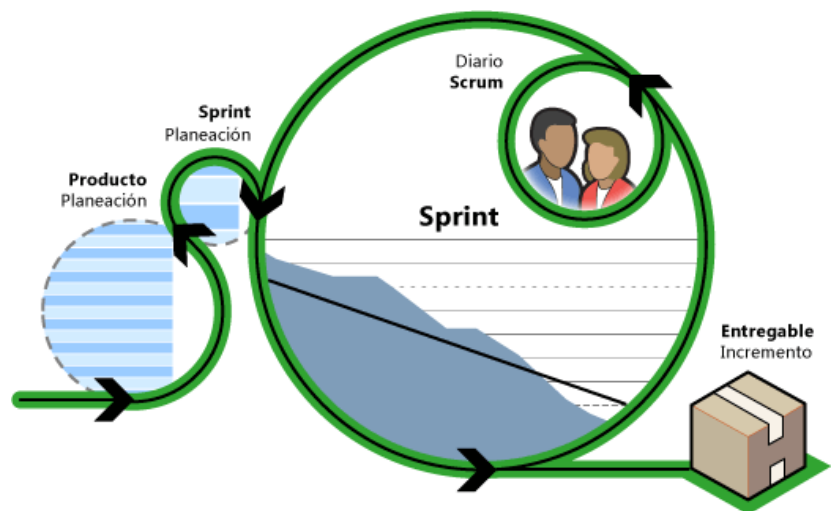 Diario
Scrum
Sprint
Planeación
Producto
Planeación
Sprint
Entregable
Incremento